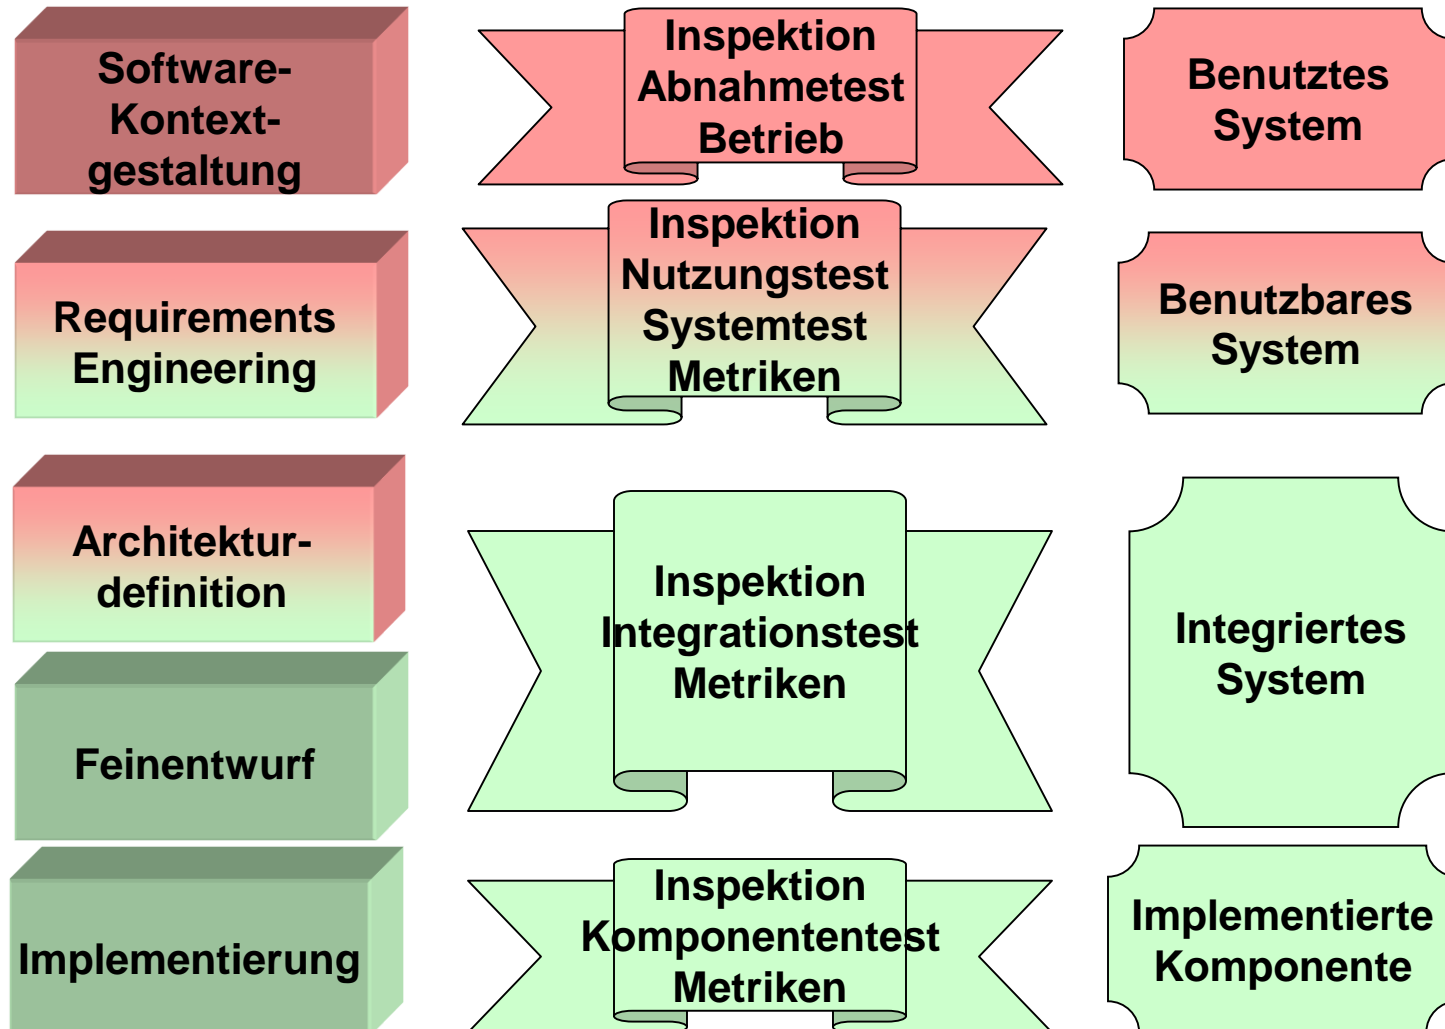 Software-
Kontext-
gestaltung
Inspektion
Abnahmetest
Betrieb
Benutztes
System
Requirements
Engineering
Inspektion
Nutzungstest
Systemtest
Metriken
Benutzbares
System
Architektur-
definition
Feinentwurf
Inspektion
Integrationstest
Metriken
Integriertes
System
Implementierung
Inspektion
Komponententest
Metriken
Implementierte
Komponente